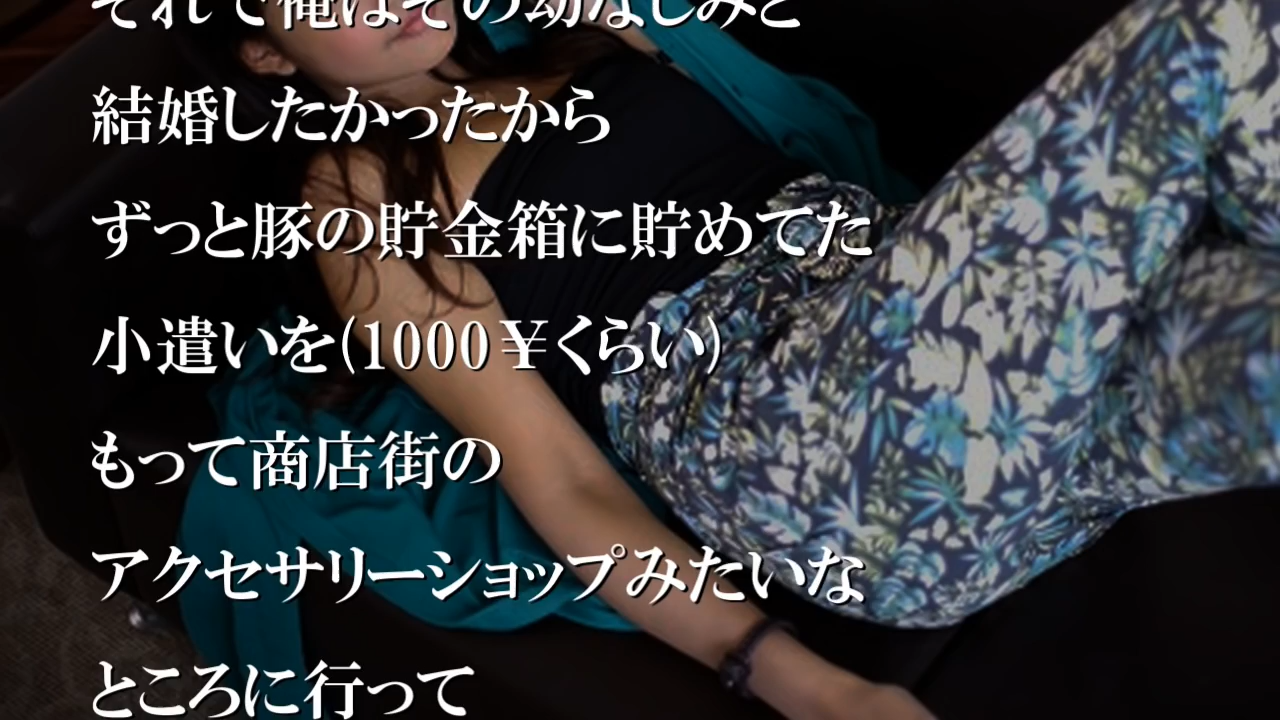 それで俺はその幼なじみと
結婚したかったから
ずっと豚の貯金箱に貯めてた
小遣いを(1000￥くらい)
もって商店街の
アクセサリーショップみたいな
ところに行って